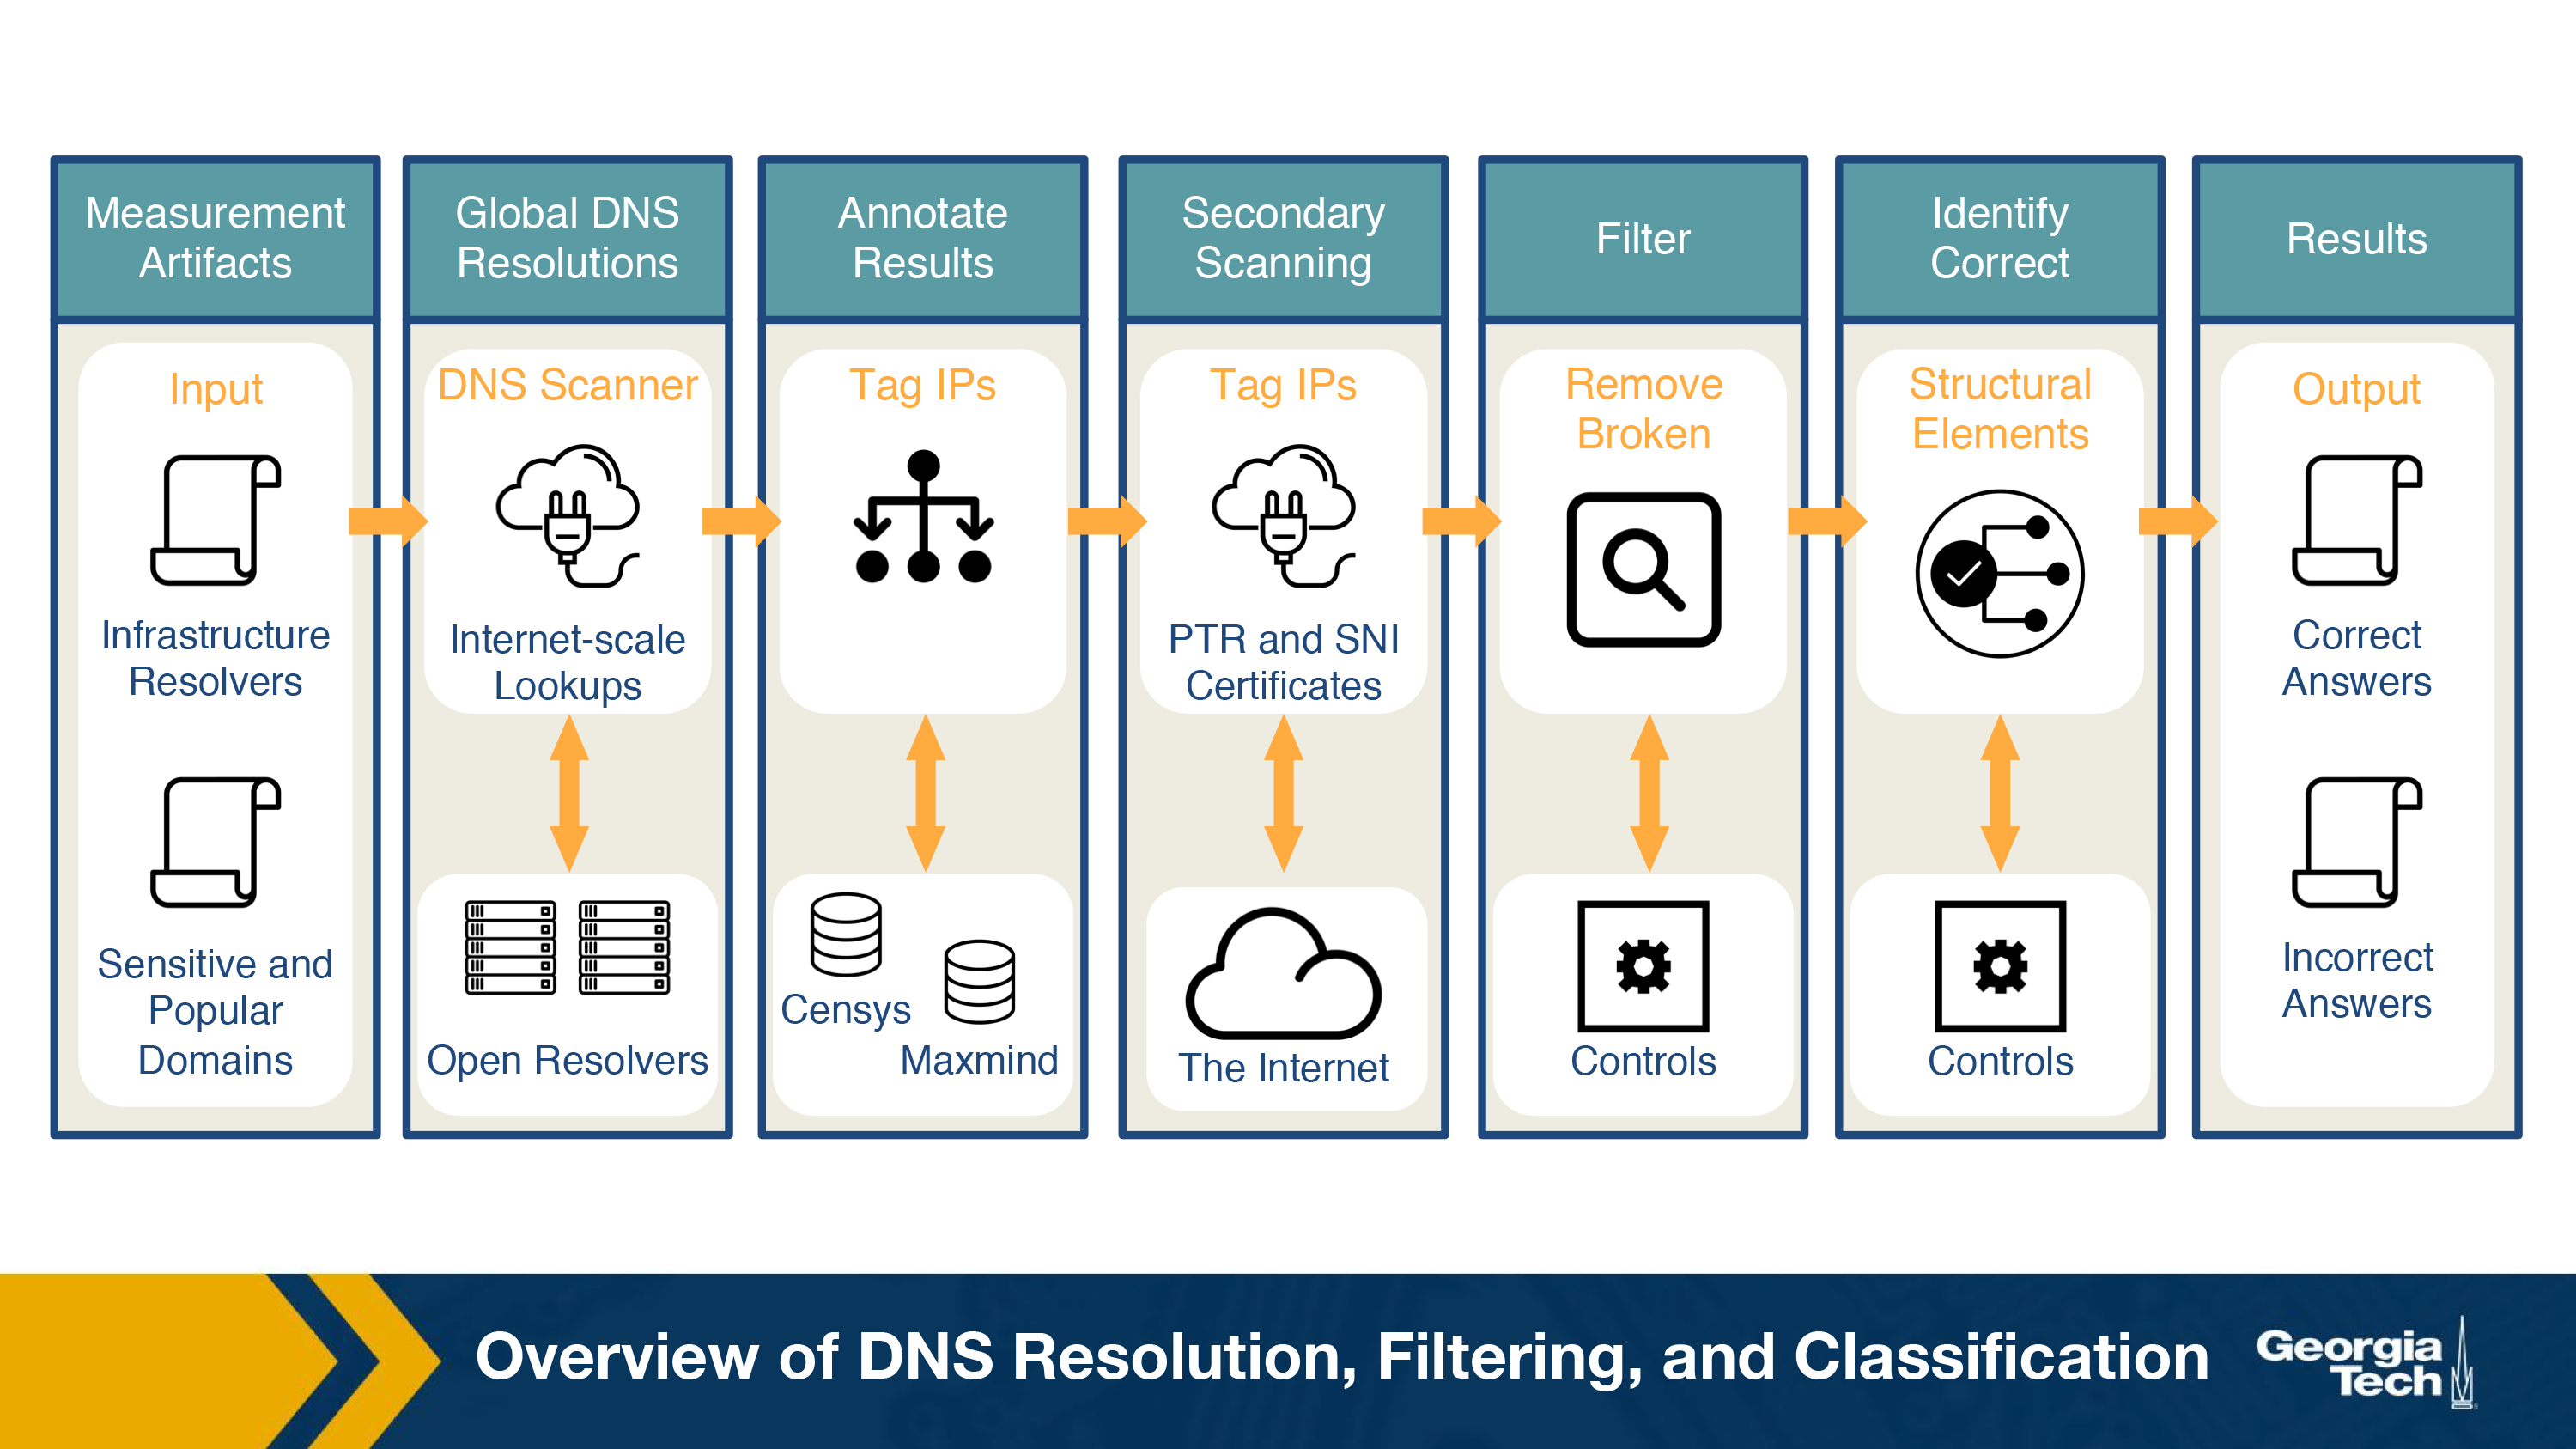 Measurement
Artifacts
Input
Infrastructure
Resolvers
Sensitive and
Popular
Domains
Global DNS
Resolutions
DNS Scanner
Internet-scale
Lookups
Open Resolvers
Annotate
Results
Tag IPs
Censys
Maxmind
Secondary
Scanning
Tag IPs
PTR and SNI
Certificates
The Internet
Filter
Remove
Broken
Controls
Identify
Correct
Structural
Elements
Controls
Results
Output
Correct
Answers
Incorrect
Answers
Overview of DNS Resolution, Filtering, and Classification
Georgia
Tech